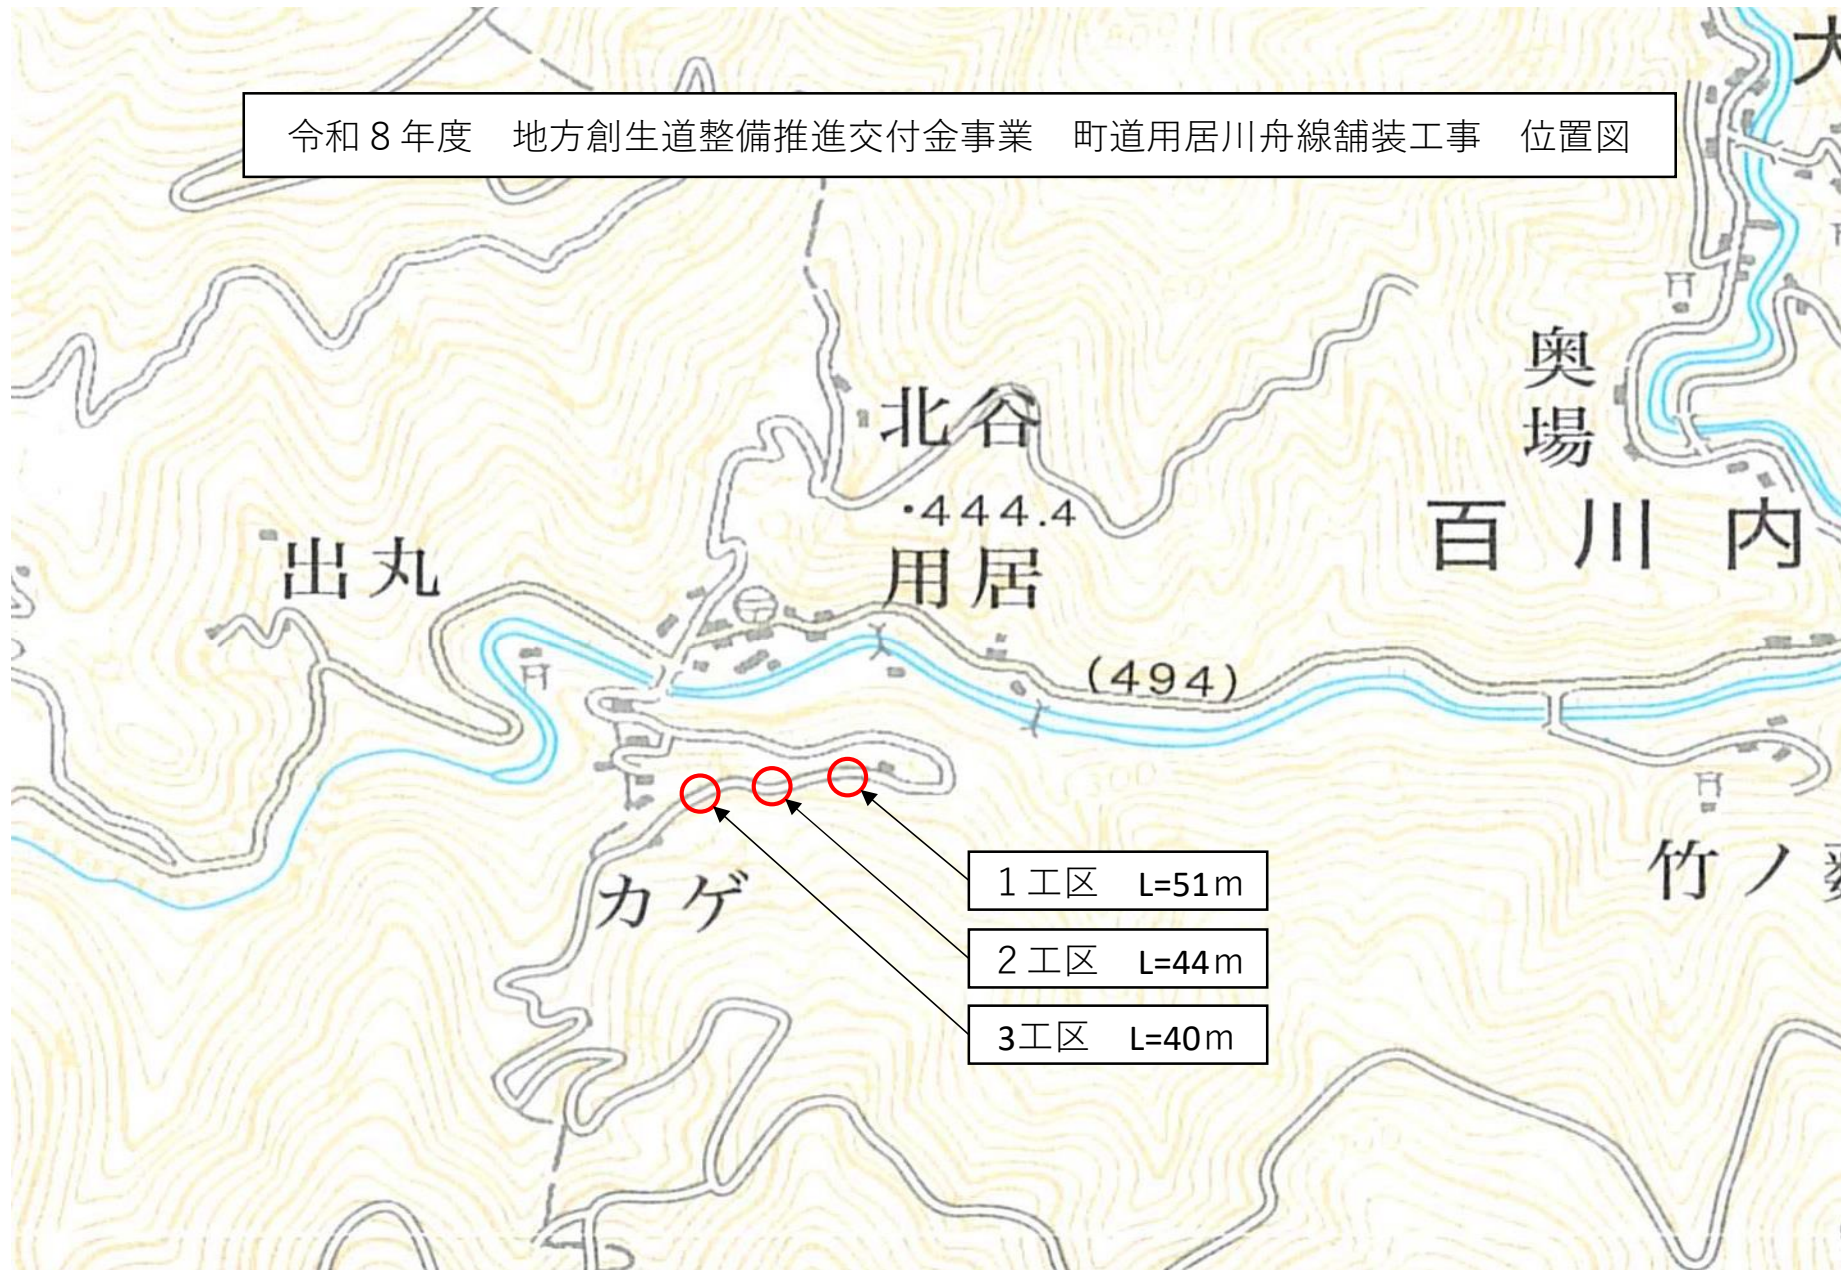 令和８年度　地方創生道整備推進交付金事業　町道用居川舟線舗装工事　位置図
大
奥場
北谷
・444.4
用居
百川内
出丸
(494)
竹ノ
カゲ
１工区　L=51ｍ
２工区　L=44ｍ
3工区　L=40ｍ